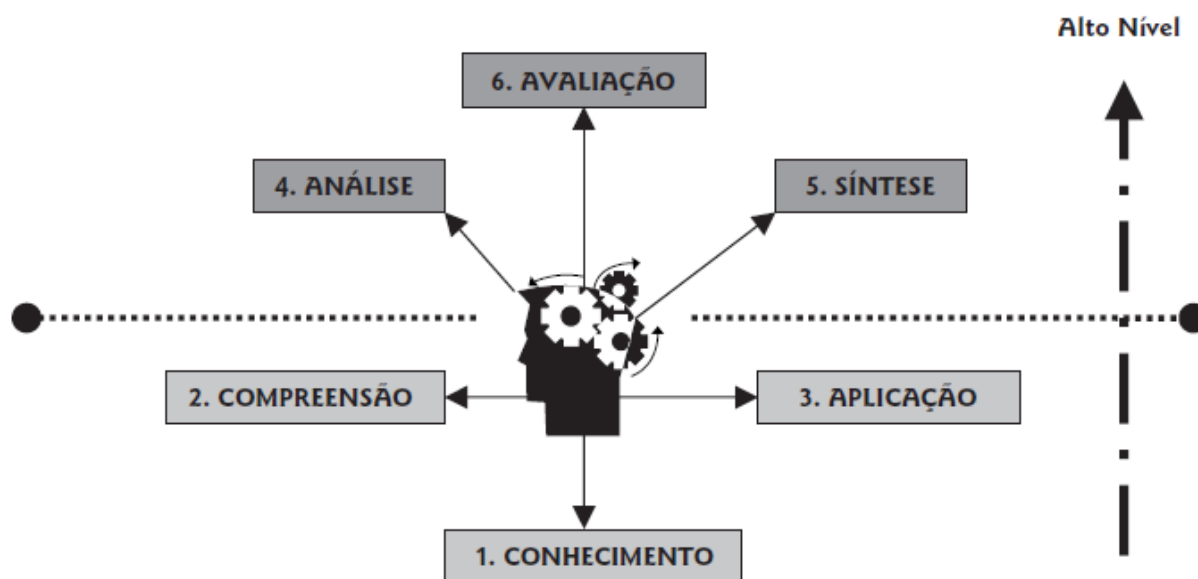 Alto Nível
6. AVALIAÇÃO
4. ANÁLISE
5. SÍNTESE
2. COMPREENSÃO
3. APLICAÇÃO
1. CONHECIMENTO